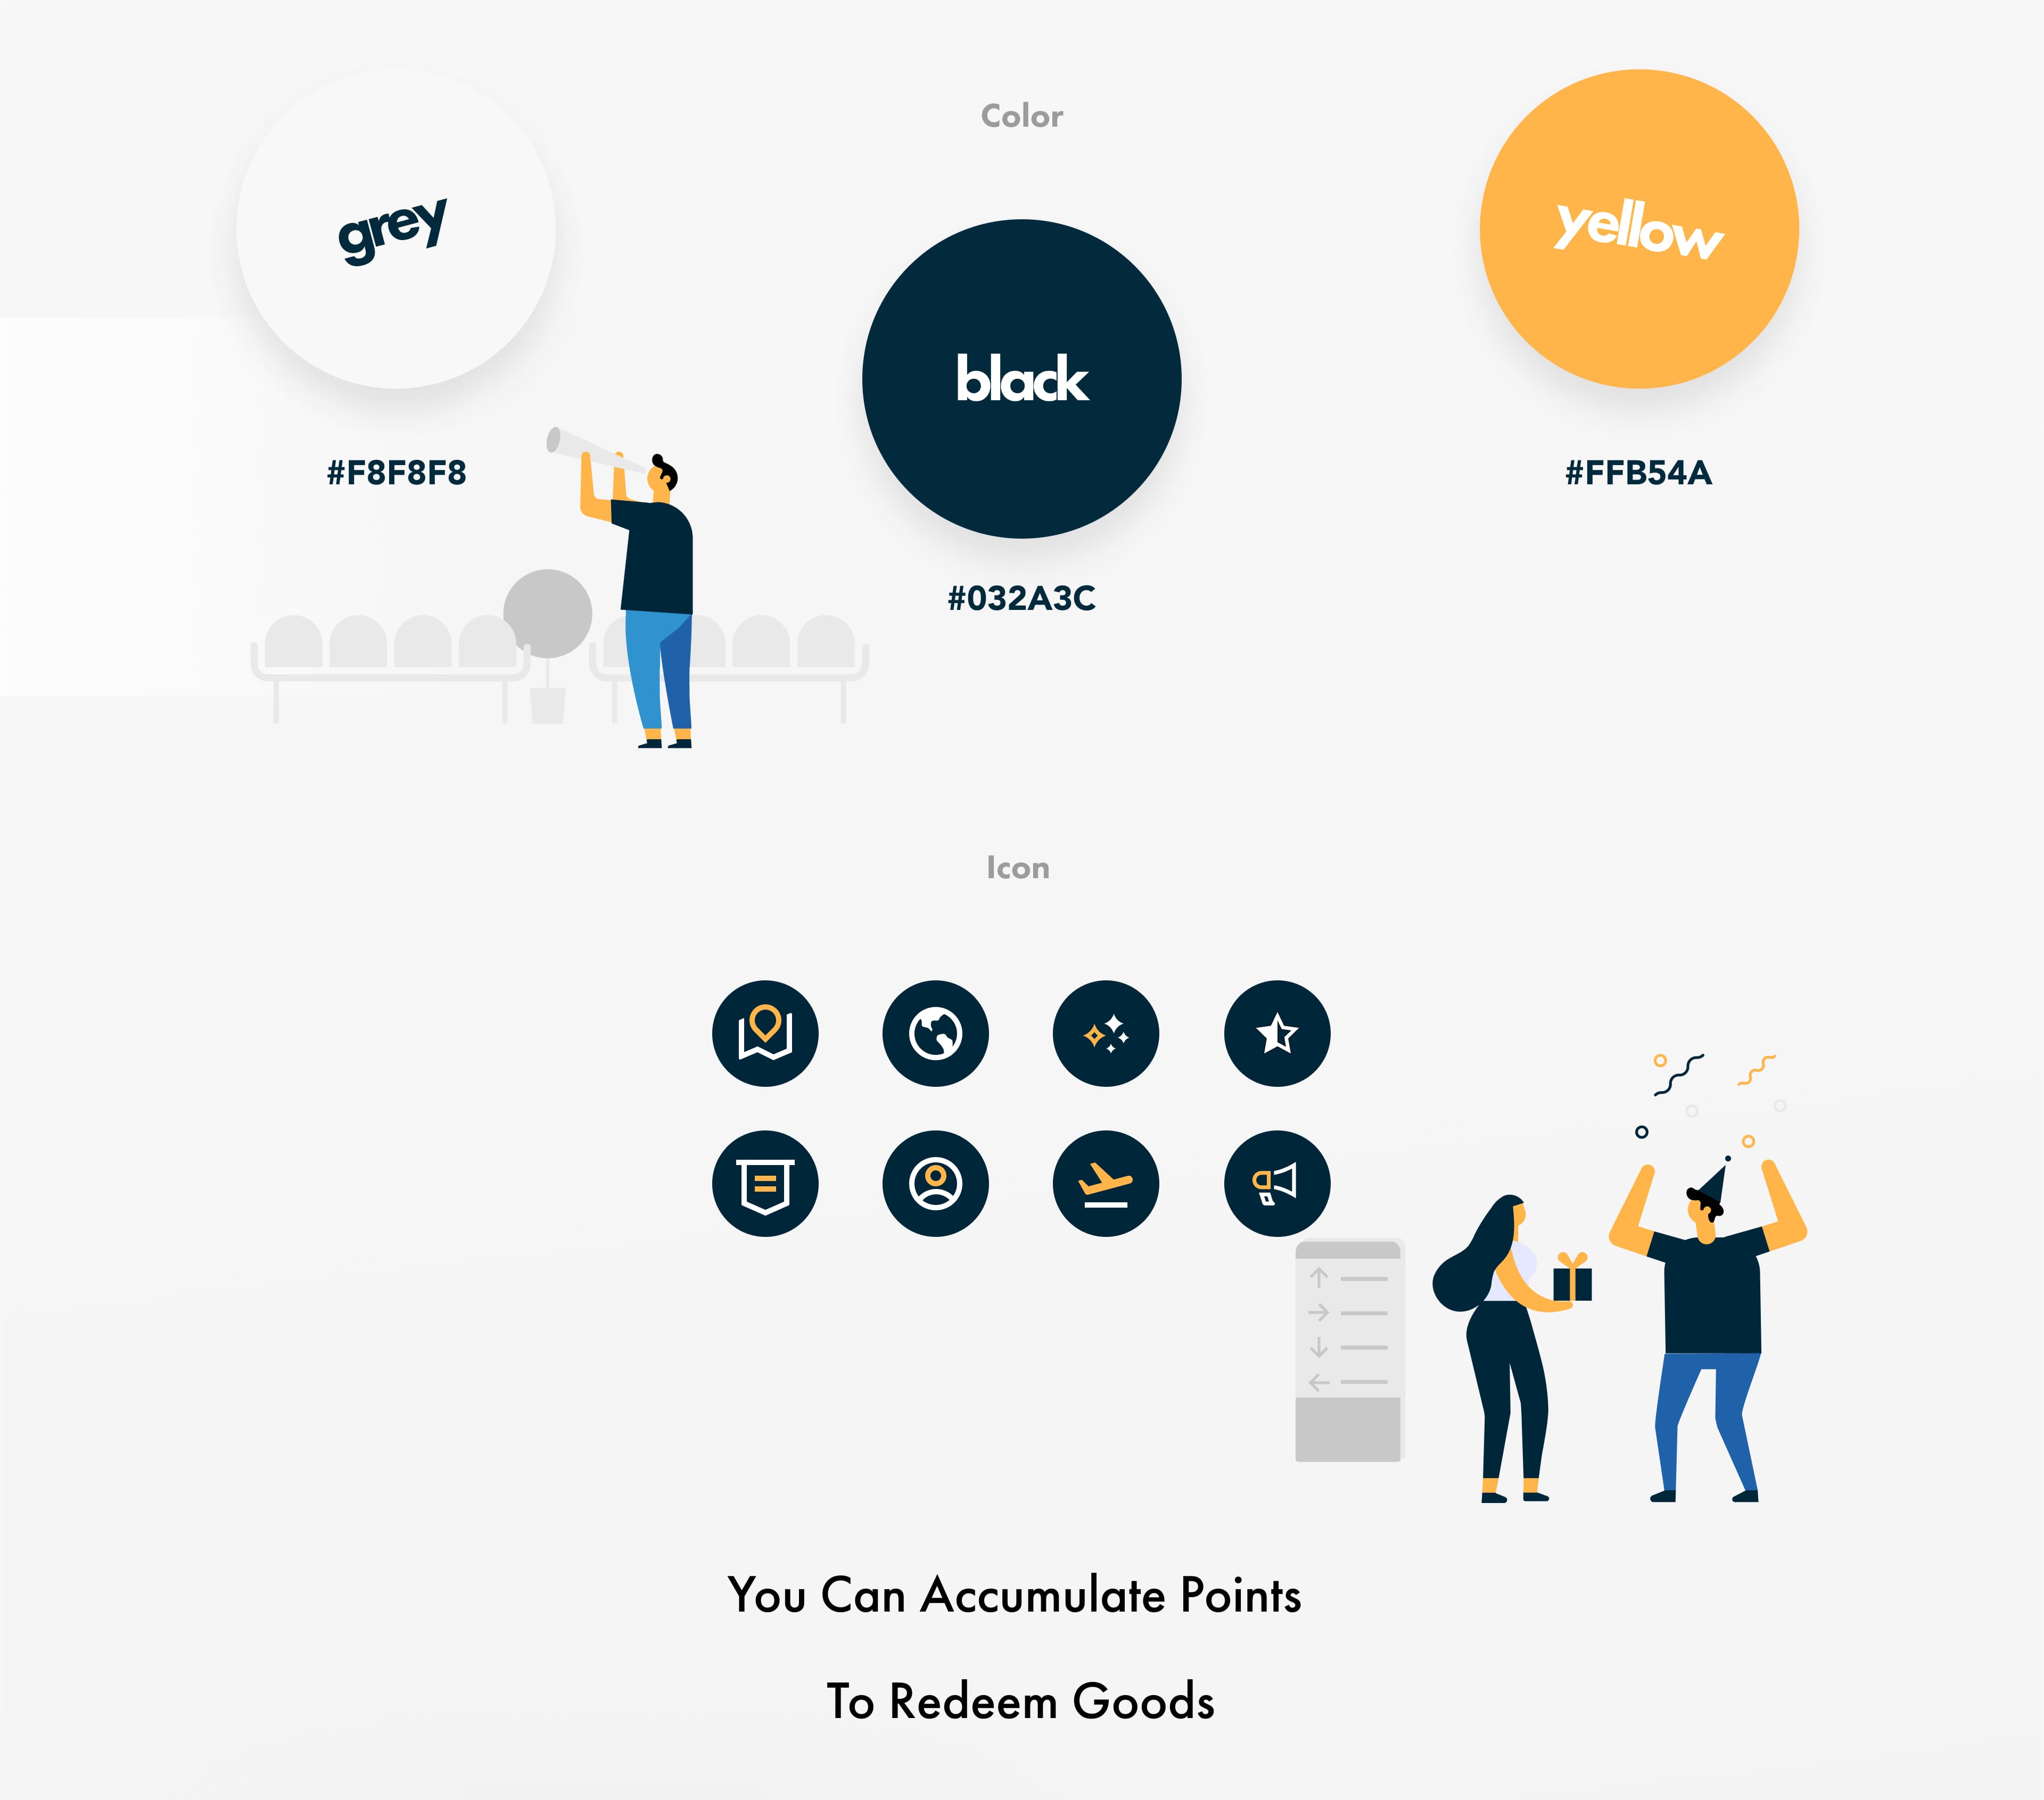 Color
grey
yellow
black
#F8F8F8
#FFB54A
#032A3C
Icon
You Can Accumulate Points
To Redeem Goods